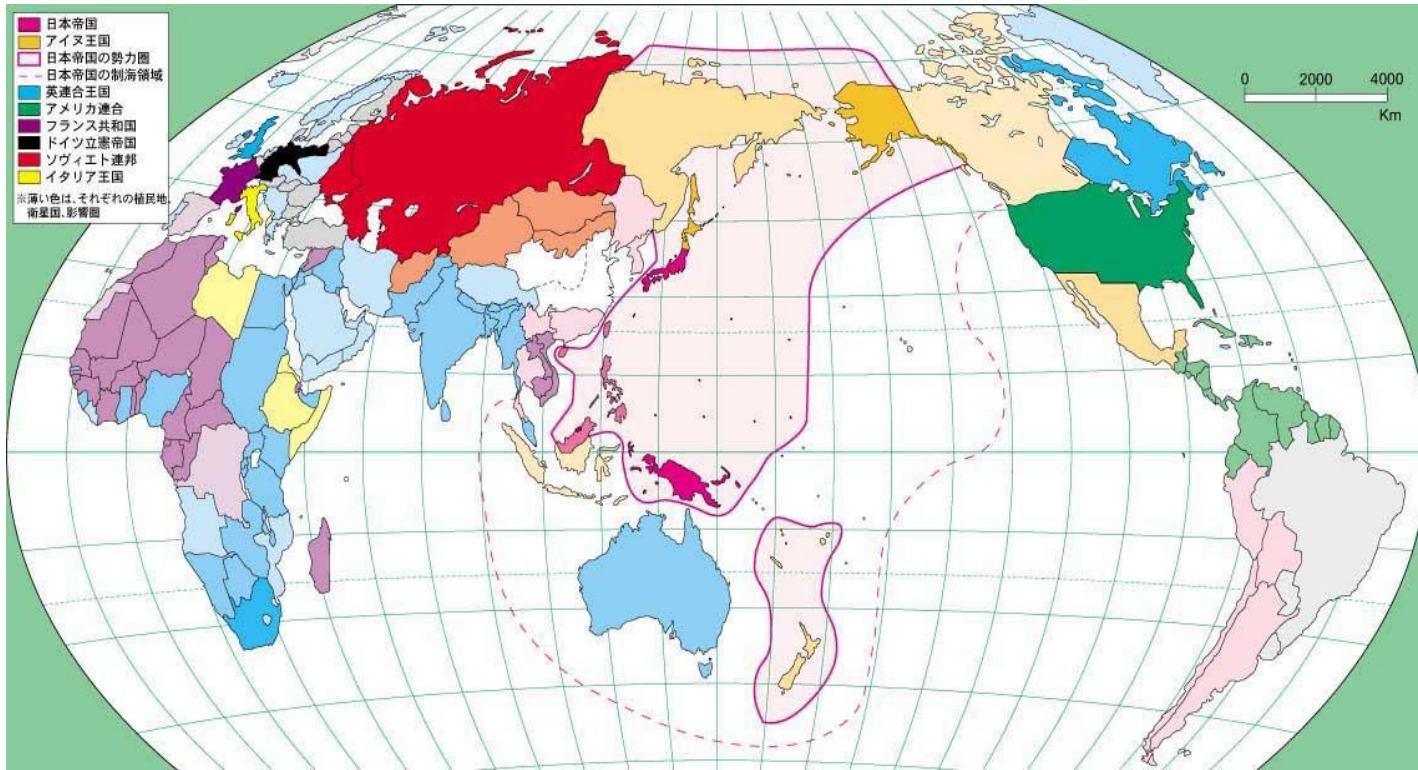 日本帝国
アイヌ王国
日本帝国の勢力圏
日本帝国の制海領域
英連合王国
アメリカ連合
フランス共和国
ドイツ立憲帝国
ソヴィエト連邦
イタリア王国
※薄い色は、それぞれの植民地、
衛星国、影響圏
0 2000 4000
Km